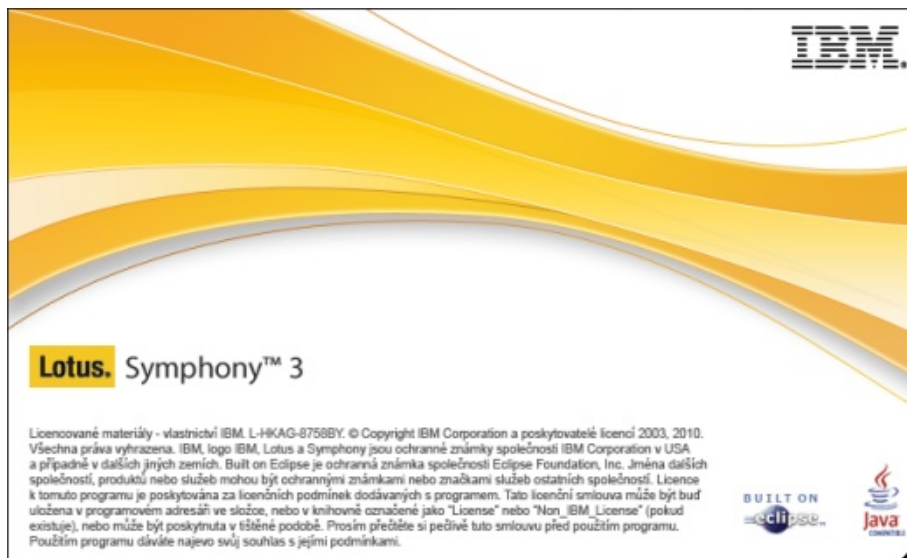 IBM.
Lotus. Symphony™ 3
Licencované materiály - vlastnictví IBM. L-HKAG-8758BY. © Copyright IBM Corporation a poskytovatelé licencí 2003, 2010.
Všechna práva vyhrazena. IBM, logo IBM, Lotus a Symphony jsou ochranné známky společnosti IBM Corporation v USA
a případně v dalších jiných zemích. Built on Eclipse je ochranná známka společnosti Eclipse Foundation, Inc. Jména dalších
společností, produktů nebo služeb mohou být ochrannými známkami nebo značkami služeb ostatních společností. Licence
k tomuto programu je poskytována za licenčních podmínek dodávaných s programem. Tato licenční smlouva může být buď
uložena v programovém adresáři ve složce, nebo v knihovně označené jako "License" nebo "Non_IBM_License" (pokud
existuje), nebo může být poskytnuta v tištěné podobě. Prosím přečtěte si pečlivě tuto smlouvu před použitím programu.
Použitím programu dáváte najevo svůj souhlas s jejími podmínkami.
BUILT ON
eclipse™
Java
COMPATIBLE